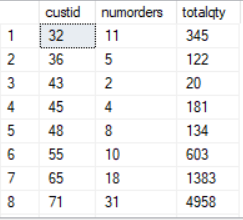 custid numorders totalqty
1 32 11 345
2 36 5 122
3 43 2 20
4 45 4 181
5 48 8 134
6 55 10 603
7 65 18 1383
8 71 31 4958